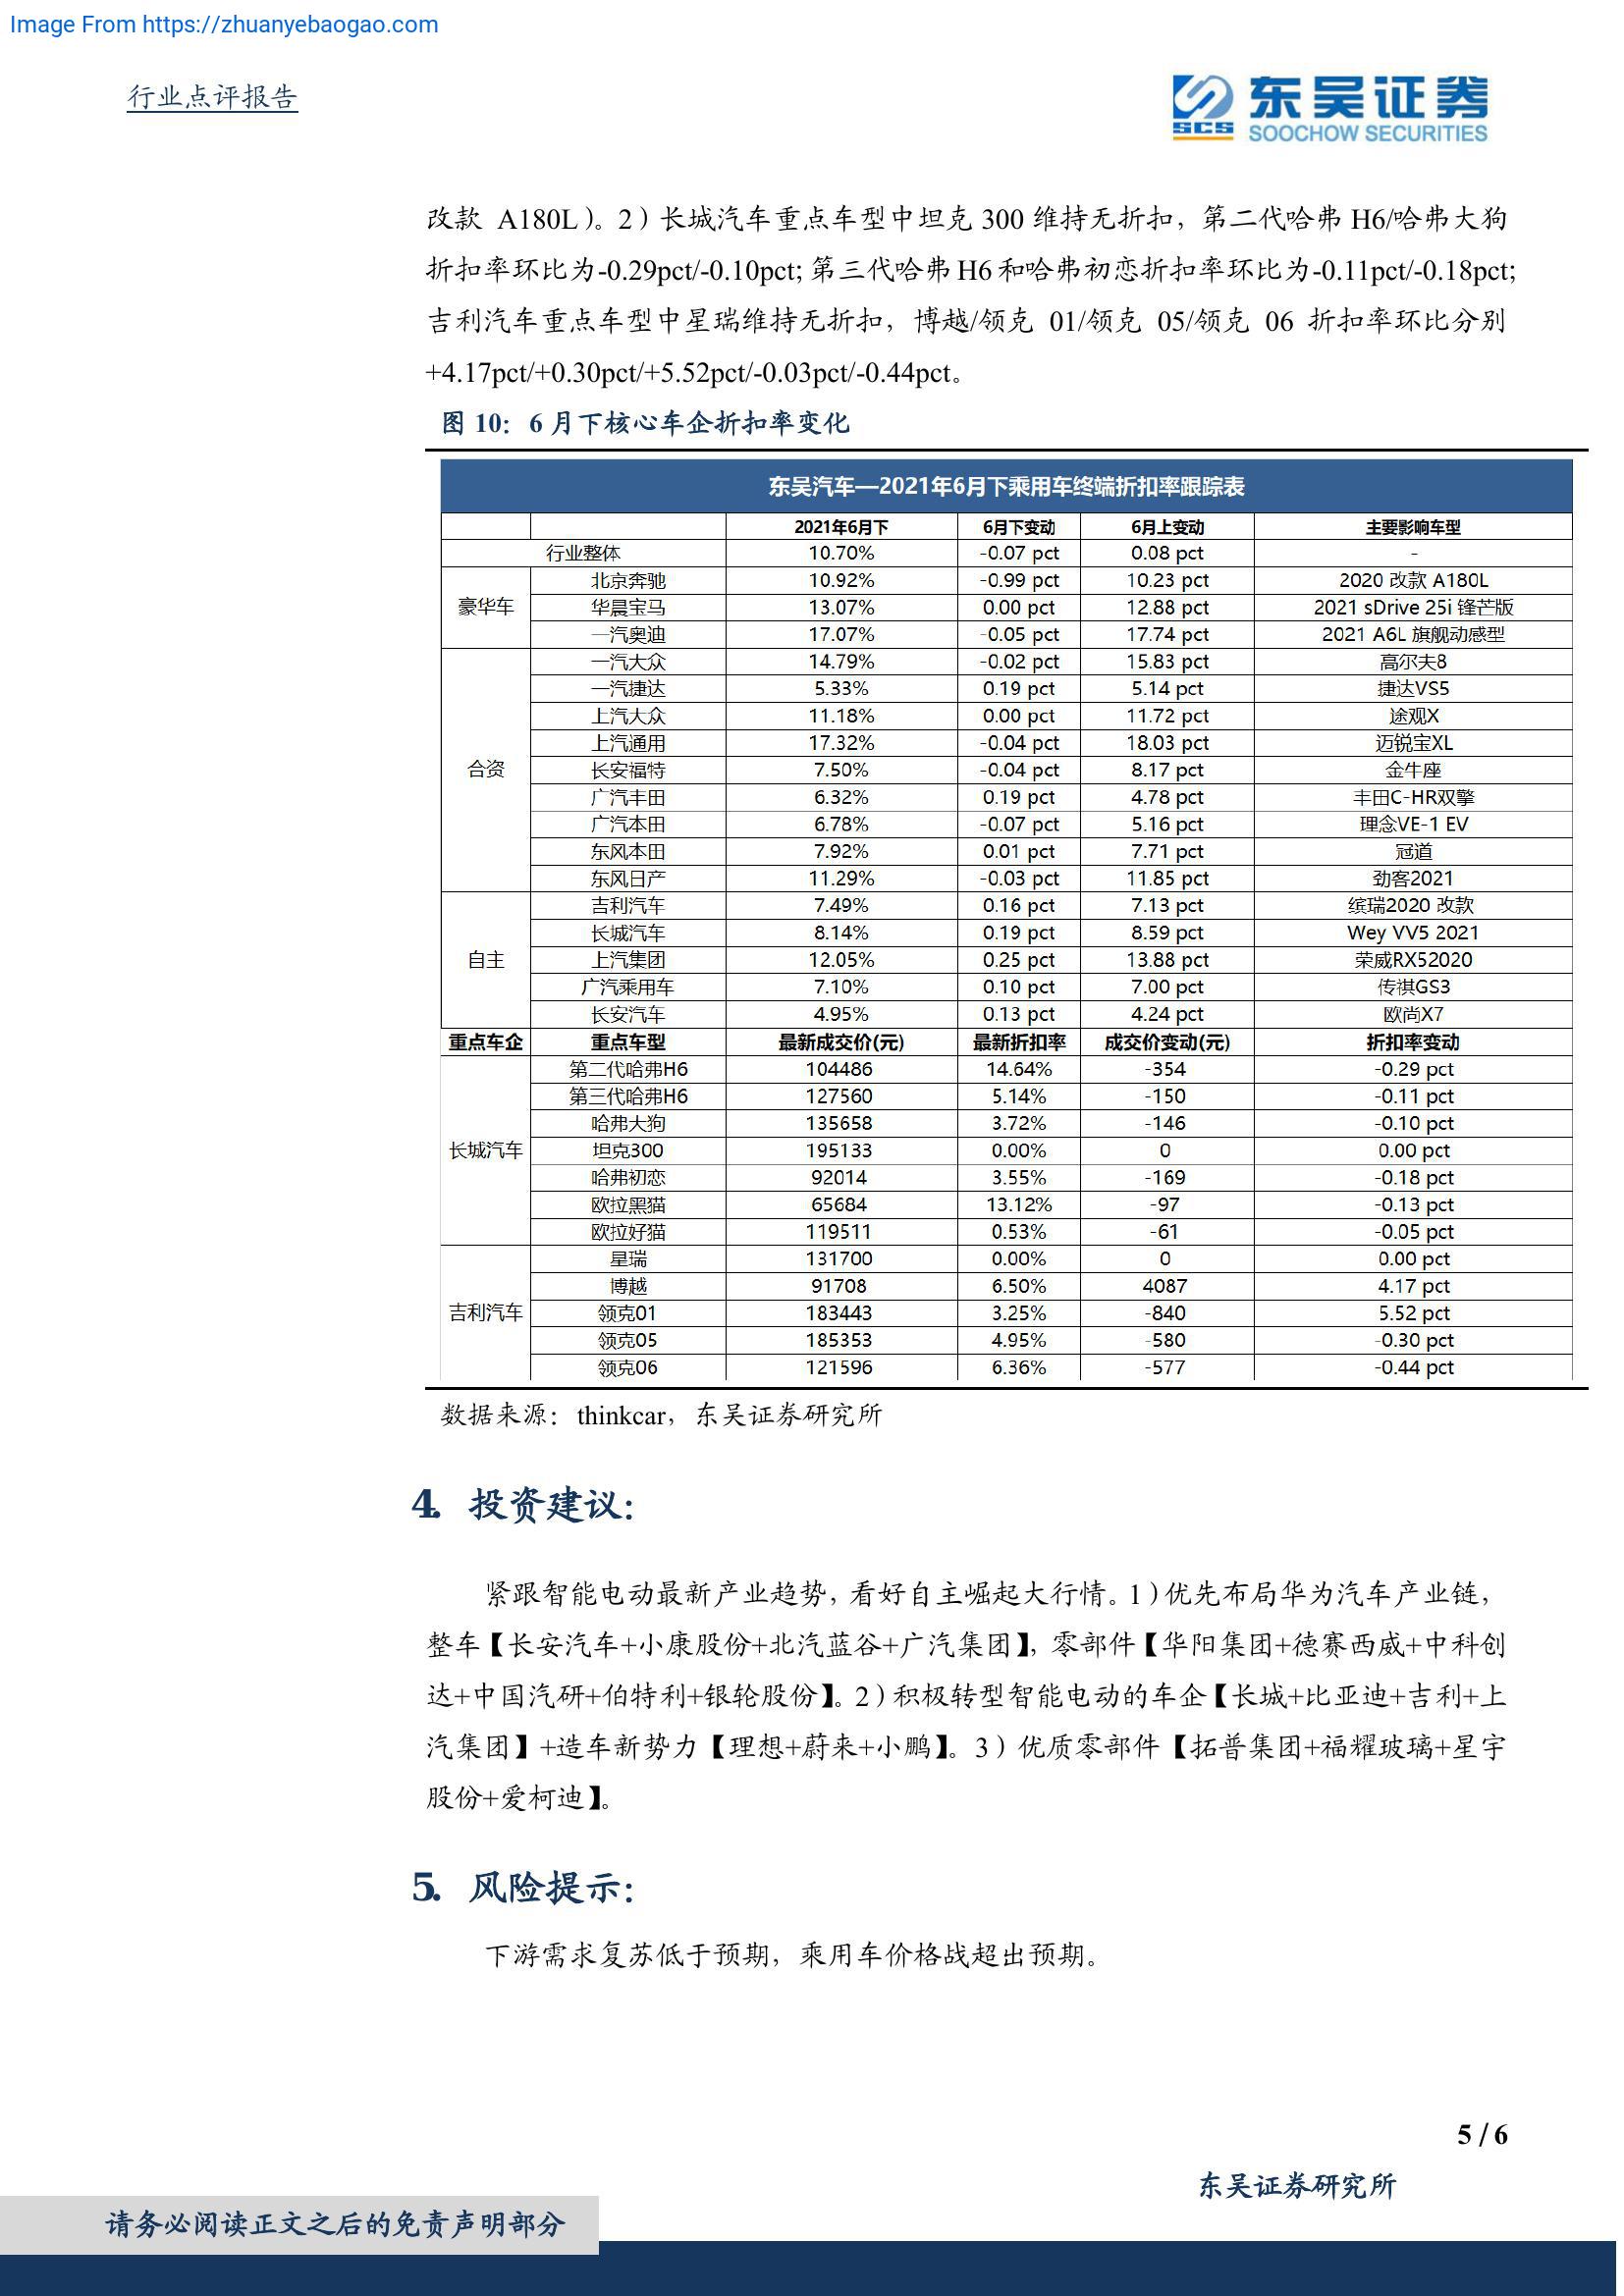 Image From https://zhuanyebaogao.com
行业点评报告
SCS 东吴证券
SOOCHOW SECURITIES
改款 A180L）。2）长城汽车重点车型中坦克 300 维持无折扣，第二代哈弗 H6/哈弗大狗
折扣率环比为-0.29pct/-0.10pct; 第三代哈弗 H6 和哈弗初恋折扣率环比为-0.11pct/-0.18pct;
吉利汽车重点车型中星瑞维持无折扣，博越/领克 01/领克 05/领克 06 折扣率环比分别
+4.17pct/+0.30pct/+5.52pct/-0.03pct/-0.44pct。
图 10：6 月下核心车企折扣率变化
东吴汽车—2021年6月下乘用车终端折扣率跟踪表
2021年6月下 6月下变动 6月上变动 主要影响车型
行业整体 10.70% -0.07 pct 0.08 pct -
豪华车 北京奔驰 10.92% -0.99 pct 10.23 pct 2020 改款 A180L
华晨宝马 13.07% 0.00 pct 12.88 pct 2021 sDrive 25i 锋芒版
一汽奥迪 17.07% -0.05 pct 17.74 pct 2021 A6L 旗舰动感型
合资 一汽大众 14.79% -0.02 pct 15.83 pct 高尔夫8
一汽捷达 5.33% 0.19 pct 5.14 pct 捷达VS5
上汽大众 11.18% 0.00 pct 11.72 pct 途观X
上汽通用 17.32% -0.04 pct 18.03 pct 迈锐宝XL
长安福特 7.50% -0.04 pct 8.17 pct 金牛座
广汽丰田 6.32% 0.19 pct 4.78 pct 丰田C-HR双擎
广汽本田 6.78% -0.07 pct 5.16 pct 理念VE-1 EV
东风本田 7.92% 0.01 pct 7.71 pct 冠道
东风日产 11.29% -0.03 pct 11.85 pct 劲客2021
自主 吉利汽车 7.49% 0.16 pct 7.13 pct 缤瑞2020 改款
长城汽车 8.14% 0.19 pct 8.59 pct Wey VV5 2021
上汽集团 12.05% 0.25 pct 13.88 pct 荣威RX52020
广汽乘用车 7.10% 0.10 pct 7.00 pct 传祺GS3
长安汽车 4.95% 0.13 pct 4.24 pct 欧尚X7
重点车企 重点车型 最新成交价(元) 最新折扣率 成交价变动(元) 折扣率变动
长城汽车 第二代哈弗H6 104486 14.64% -354 -0.29 pct
第三代哈弗H6 127560 5.14% -150 -0.11 pct
哈弗大狗 135658 3.72% -146 -0.10 pct
坦克300 195133 0.00% 0 0.00 pct
哈弗初恋 92014 3.55% -169 -0.18 pct
欧拉黑猫 65684 13.12% -97 -0.13 pct
欧拉好猫 119511 0.53% -61 -0.05 pct
吉利汽车 星瑞 131700 0.00% 0 0.00 pct
博越 91708 6.50% 4087 4.17 pct
领克01 183443 3.25% -840 5.52 pct
领克05 185353 4.95% -580 -0.30 pct
领克06 121596 6.36% -577 -0.44 pct
数据来源：thinkcar，东吴证券研究所
4. 投资建议：
紧跟智能电动最新产业趋势，看好自主崛起大行情。1）优先布局华为汽车产业链，
整车【长安汽车+小康股份+北汽蓝谷+广汽集团】，零部件【华阳集团+德赛西威+中科创
达+中国汽研+伯特利+银轮股份】。2）积极转型智能电动的车企【长城+比亚迪+吉利+上
汽集团】+造车新势力【理想+蔚来+小鹏】。3）优质零部件【拓普集团+福耀玻璃+星宇
股份+爱柯迪】。
5. 风险提示：
下游需求复苏低于预期，乘用车价格战超出预期。
5 / 6
东吴证券研究所
请务必阅读正文之后的免责声明部分